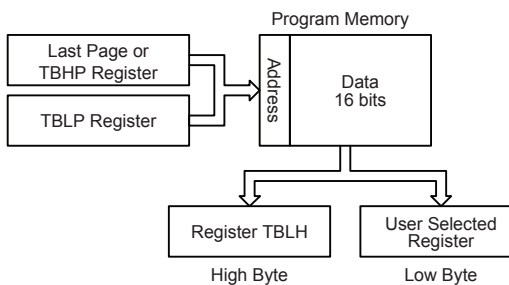 Program Memory
Last Page or
TBHP Register
TBLP Register
Address
Data
16 bits
Register TBLH
User Selected
Register
High Byte
Low Byte